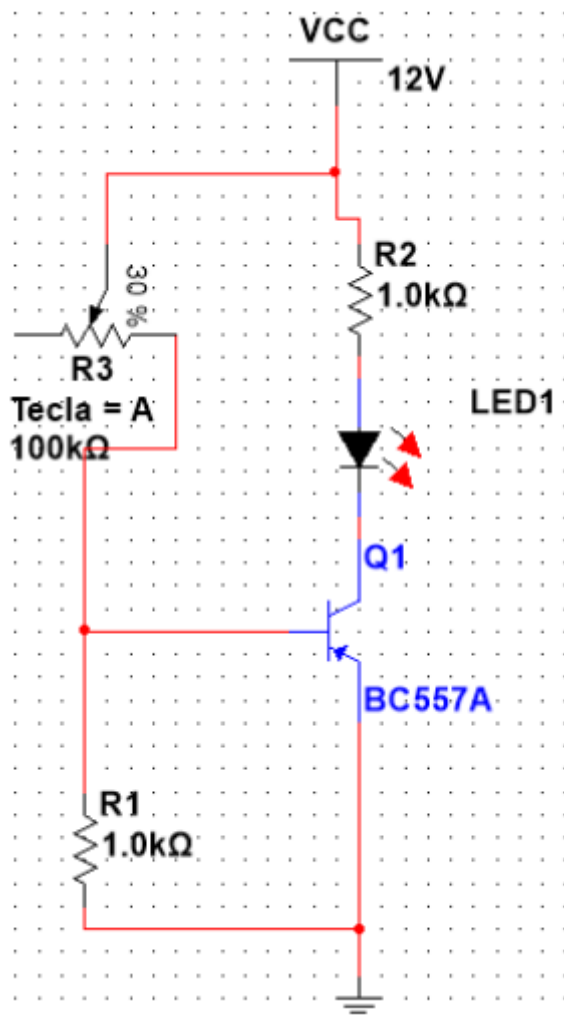 VCC
12V
30 %
R2
1.0kΩ
R3
Tecla = A
100kΩ
LED1
Q1
BC557A
R1
1.0kΩ